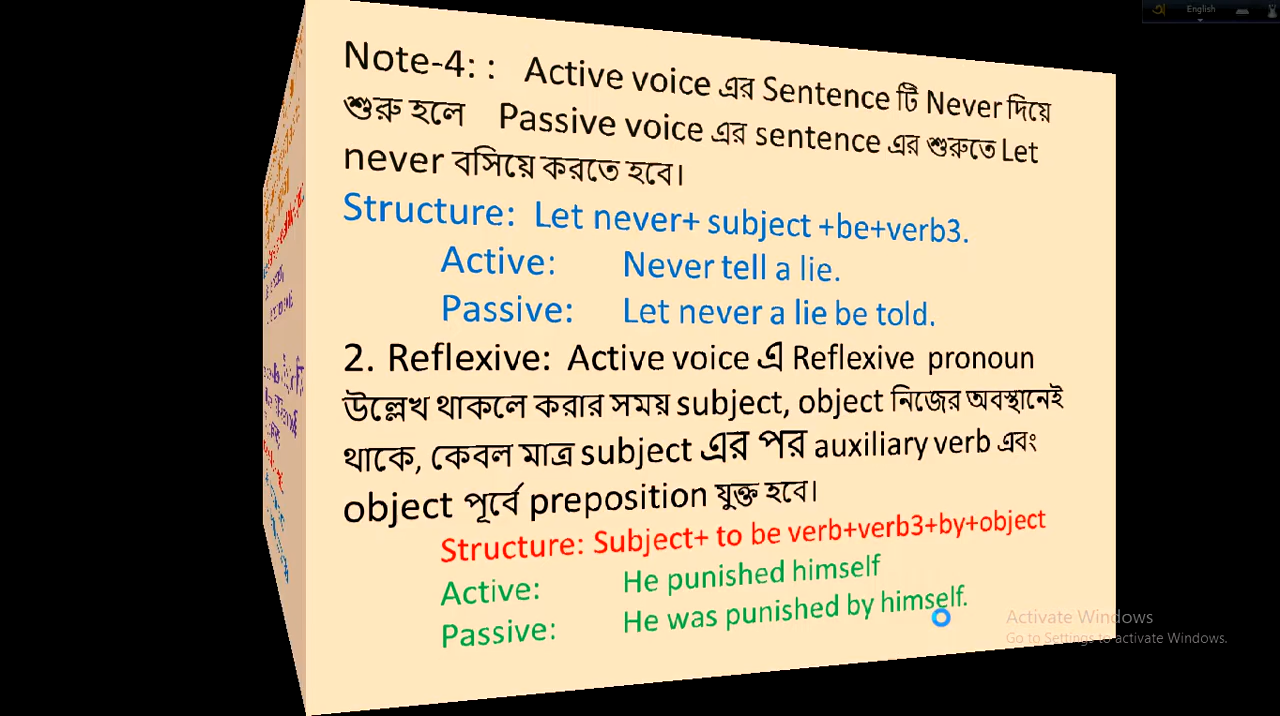 English
Note-4: : Active voice এর Sentence টি Never দিয়ে
শুরু হলে Passive voice এর sentence এর শুরুতে Let
never বসিয়ে করতে হবে।
Structure: Let never+ subject +be+verb3.
Active: Never tell a lie.
Passive: Let never a lie be told.
2. Reflexive: Active voice এ Reflexive pronoun
উল্লেখ থাকলে করার সময় subject, object নিজের অবস্থানেই
থাকে, কেবল মাত্র subject এর পর auxiliary verb এবং
object পূর্বে preposition যুক্ত হবে।
Structure: Subject+ to be verb+verb3+by+object
Active: He punished himself
Passive: He was punished by himself.
Activate Windows
Go to Settings to activate Windows.